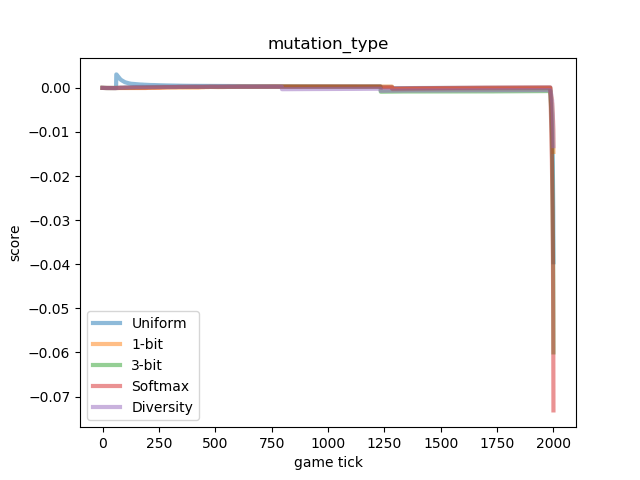 mutation_type
score
0.00
−0.01
−0.02
−0.03
−0.04
−0.05
−0.06
−0.07
Uniform
1-bit
3-bit
Softmax
Diversity
0
250
500
750
1000
1250
1500
1750
2000
game tick